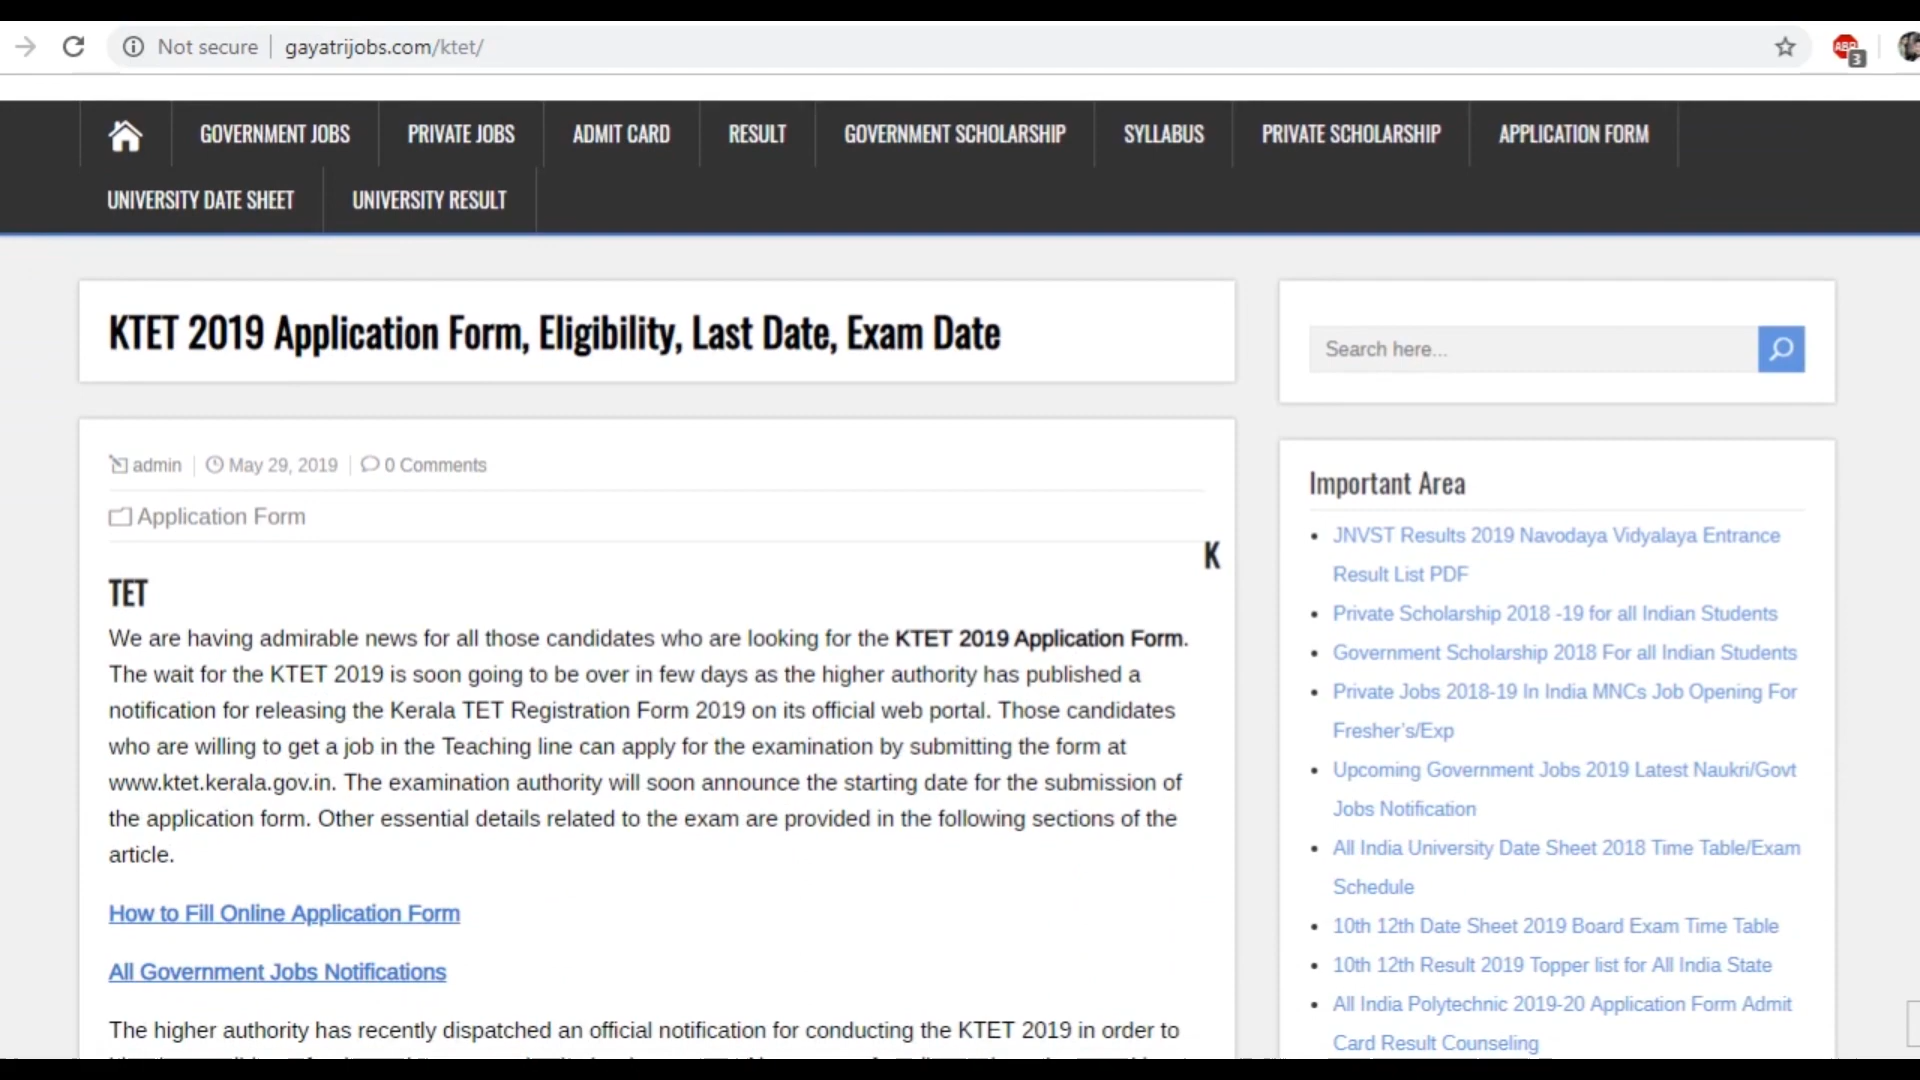 Not secure | gayatrijobs.com/ktet/
ABP
3
GOVERNMENT JOBS
PRIVATE JOBS
ADMIT CARD
RESULT
GOVERNMENT SCHOLARSHIP
SYLLABUS
PRIVATE SCHOLARSHIP
APPLICATION FORM
UNIVERSITY DATE SHEET
UNIVERSITY RESULT
KTET 2019 Application Form, Eligibility, Last Date, Exam Date
admin
May 29, 2019
0 Comments
Application Form
K
TET
We are having admirable news for all those candidates who are looking for the KTET 2019 Application Form.
The wait for the KTET 2019 is soon going to be over in few days as the higher authority has published a
notification for releasing the Kerala TET Registration Form 2019 on its official web portal. Those candidates
who are willing to get a job in the Teaching line can apply for the examination by submitting the form at
www.ktet.kerala.gov.in. The examination authority will soon announce the starting date for the submission of
the application form. Other essential details related to the exam are provided in the following sections of the
article.
How to Fill Online Application Form
All Government Jobs Notifications
The higher authority has recently dispatched an official notification for conducting the KTET 2019 in order to
Search here...
Important Area
JNVST Results 2019 Navodaya Vidyalaya Entrance
Result List PDF
Private Scholarship 2018 -19 for all Indian Students
Government Scholarship 2018 For all Indian Students
Private Jobs 2018-19 In India MNCs Job Opening For
Fresher's/Exp
Upcoming Government Jobs 2019 Latest Naukri/Govt
Jobs Notification
All India University Date Sheet 2018 Time Table/Exam
Schedule
10th 12th Date Sheet 2019 Board Exam Time Table
10th 12th Result 2019 Topper list for All India State
All India Polytechnic 2019-20 Application Form Admit
Card Result Counseling